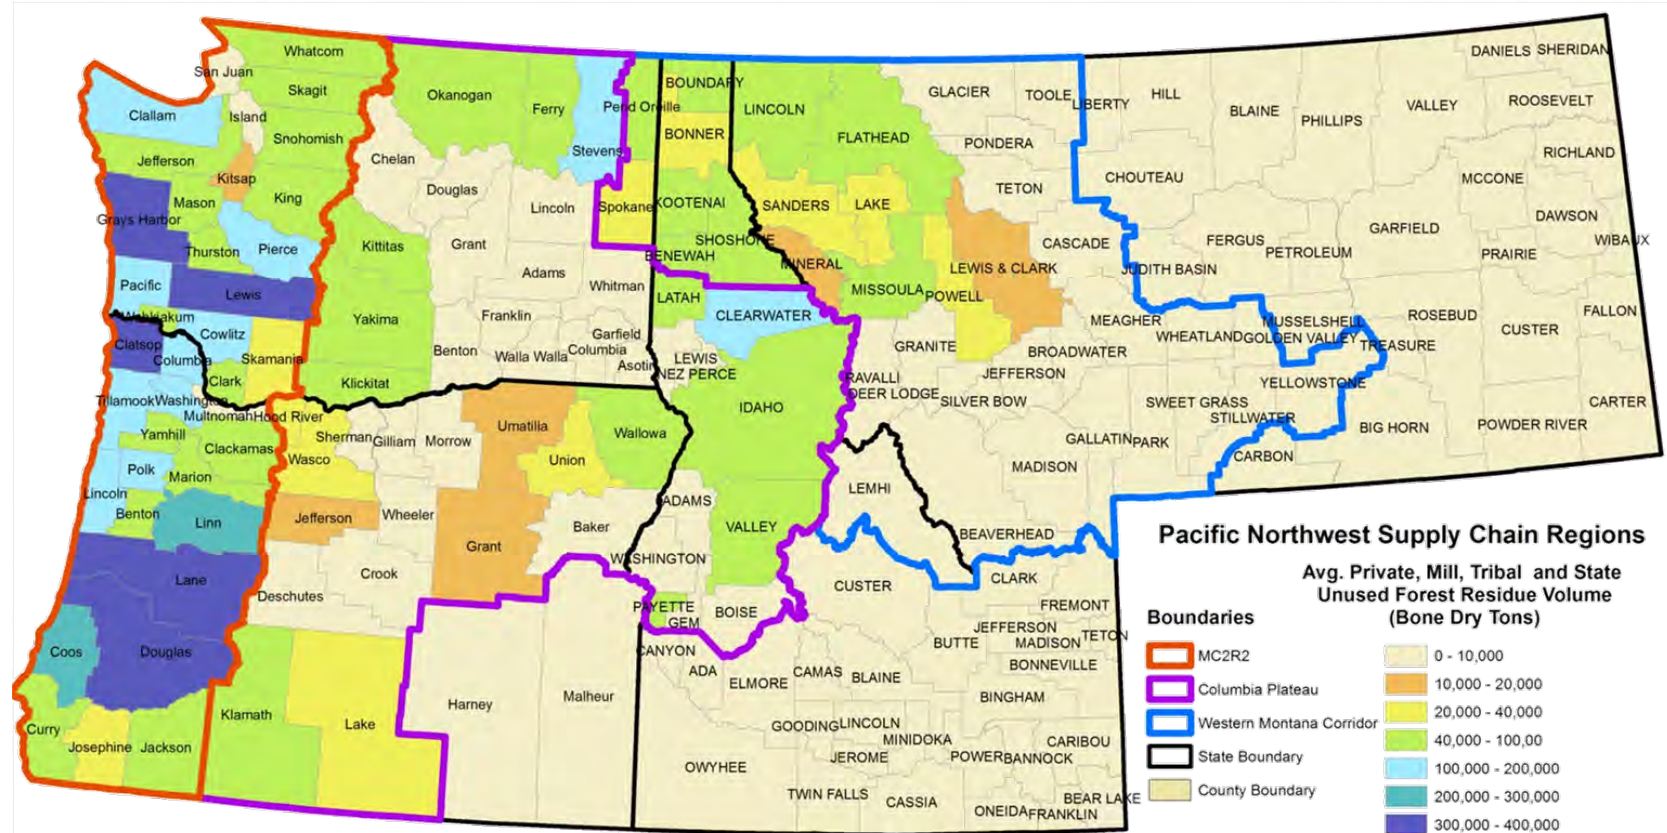 Whatcom
San Juan
Skagit
Island
Clallam
Snohomish
Jefferson
Kitsap
King
Mason
Grays Harbor
Thurston
Pierce
Pacific
Lewis
Wahkiakum
Cowlitz
Clatsop
Columbia
Skamania
Clark
Tillamook
Washington
Multnomah
Hood River
Yamhill
Clackamas
Polk
Marion
Lincoln
Benton
Linn
Lane
Coos
Douglas
Curry
Josephine
Jackson
Okanogan
Ferry
Stevens
Pend Oreille
Chelan
Douglas
Lincoln
Spokane
Grant
Kittitas
Adams
Whitman
Yakima
Franklin
Garfield
Benton
Walla Walla
Columbia
Asotin
Klickitat
Sherman
Gilliam
Morrow
Umatilla
Wallowa
Wasco
Union
Jefferson
Wheeler
Baker
Grant
Crook
Deschutes
Klamath
Lake
Harney
Malheur
BOUNDARY
BONNER
KOOTENAI
SHOSHONE
BENEWAH
LATAH
CLEARWATER
LEWIS
NEZ PERCE
IDAHO
ADAMS
VALLEY
WASHINGTON
PAYETTE
GEM
BOISE
CANYON
ADA
ELMORE
CAMAS
BLAINE
GOODING
LINCOLN
MINIDOKA
JEROME
OWYHEE
TWIN FALLS
CASSIA
POWER
BANNOCK
CARIBOU
BEAR LAKE
ONEIDA
FRANKLIN
BINGHAM
BONNEVILLE
BUTTE
JEFFERSON
MADISON
TETON
FREMONT
CLARK
CUSTER
LEMHI
LINCOLN
FLATHEAD
GLACIER
TOOLE
LIBERTY
HILL
BLAINE
PHILLIPS
VALLEY
DANIELS
SHERIDAN
ROOSEVELT
PONDERA
TETON
CHOUTEAU
RICHLAND
MCCONE
SANDERS
LAKE
DAWSON
WIBAUX
GARFIELD
PRAIRIE
CASCADE
FERGUS
PETROLEUM
JUDITH BASIN
MINERAL
MISSOULA
POWELL
LEWIS & CLARK
MEAGHER
WHEATLAND
GOLDEN VALLEY
MUSSELSHELL
TREASURE
ROSEBUD
CUSTER
FALLON
GRANITE
BROADWATER
JEFFERSON
RAVALLI
DEER LODGE
SILVER BOW
YELLOWSTONE
SWEET GRASS
STILLWATER
BIG HORN
POWDER RIVER
CARTER
GALLATIN
PARK
CARBON
MADISON
BEAVERHEAD
Pacific Northwest Supply Chain Regions
Boundaries
MC2R2
Columbia Plateau
Western Montana Corridor
State Boundary
County Boundary
Avg. Private, Mill, Tribal and State
Unused Forest Residue Volume
(Bone Dry Tons)
0 - 10,000
10,000 - 20,000
20,000 - 40,000
40,000 - 100,00
100,000 - 200,000
200,000 - 300,000
300,000 - 400,000